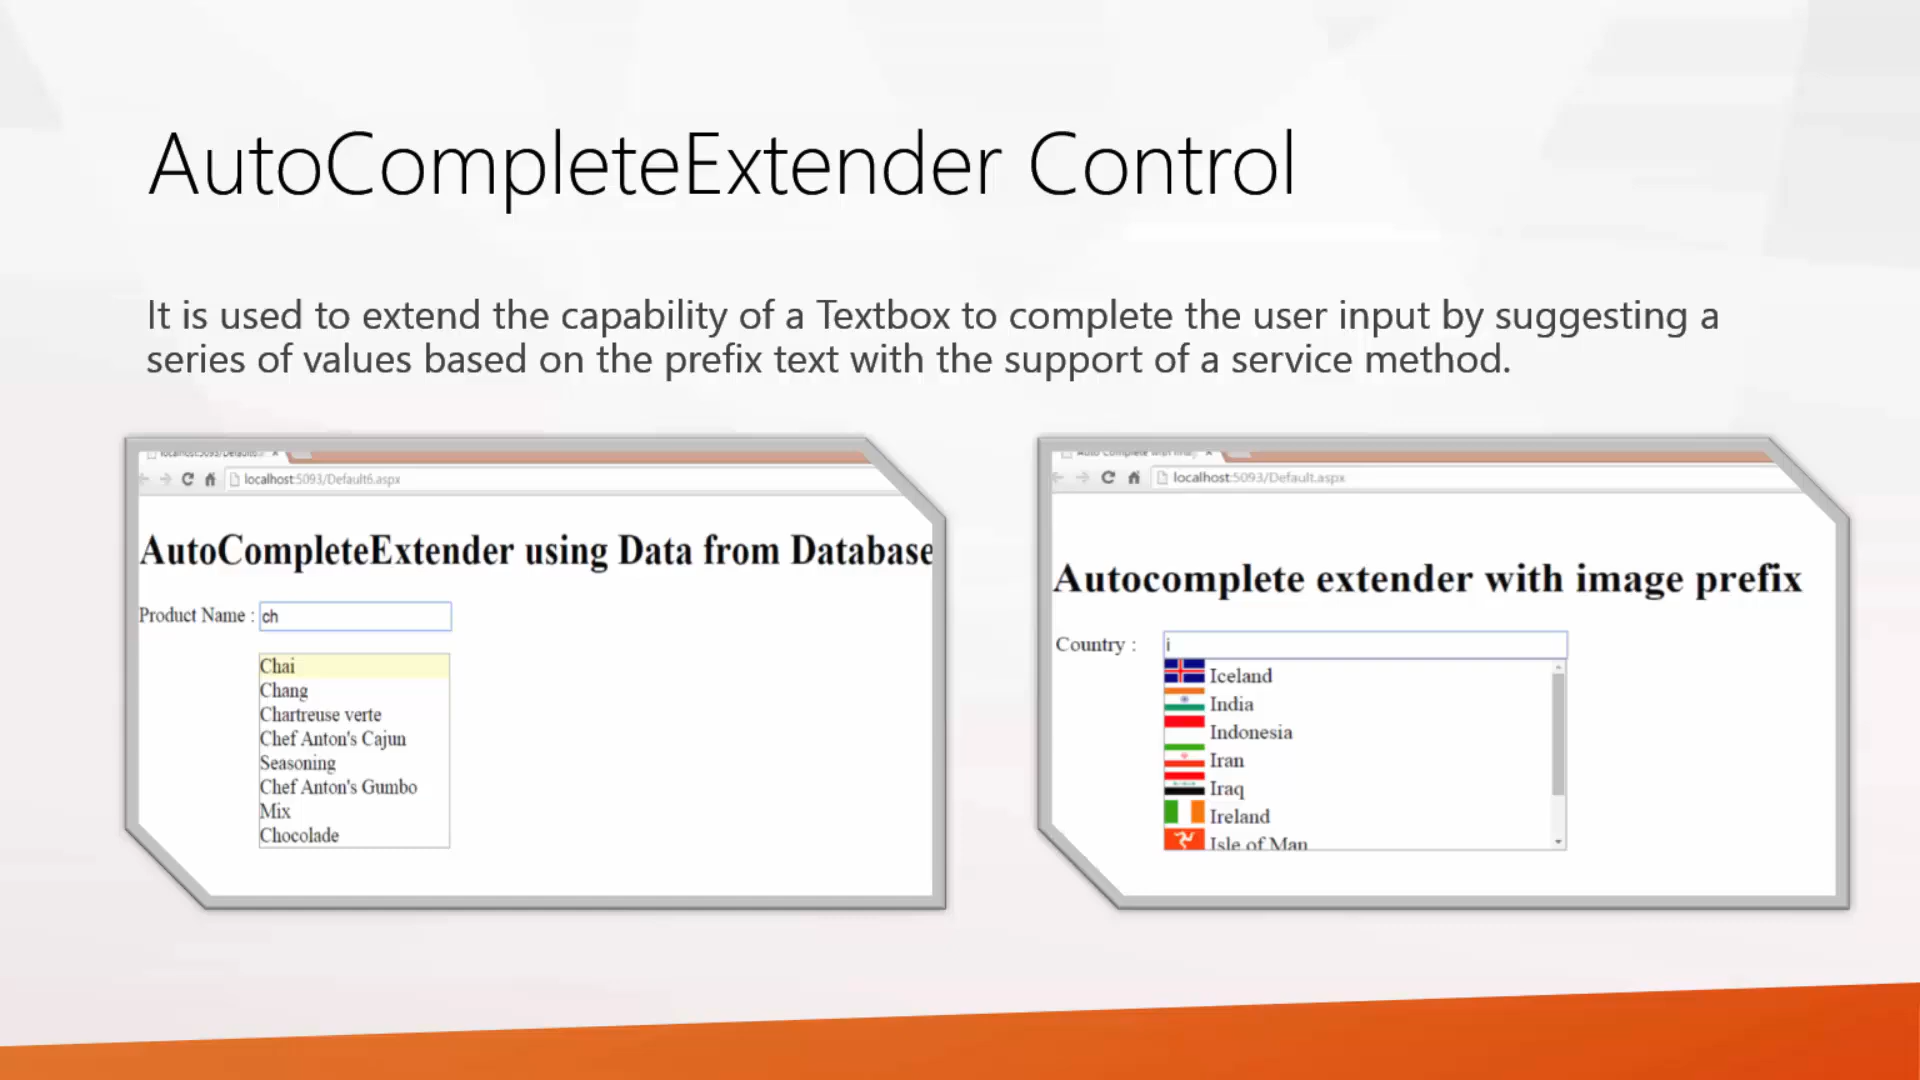 AutoCompleteExtender Control
It is used to extend the capability of a Textbox to complete the user input by suggesting a
series of values based on the prefix text with the support of a service method.
localhost:5093/Default6.aspx
AutoCompleteExtender using Data from Database
Product Name : ch
Chai
Chang
Chartreuse verte
Chef Anton's Cajun
Seasoning
Chef Anton's Gumbo
Mix
Chocolade
localhost:5093/Default.aspx
Autocomplete extender with image prefix
Country : i
Iceland
India
Indonesia
Iran
Iraq
Ireland
Isle of Man